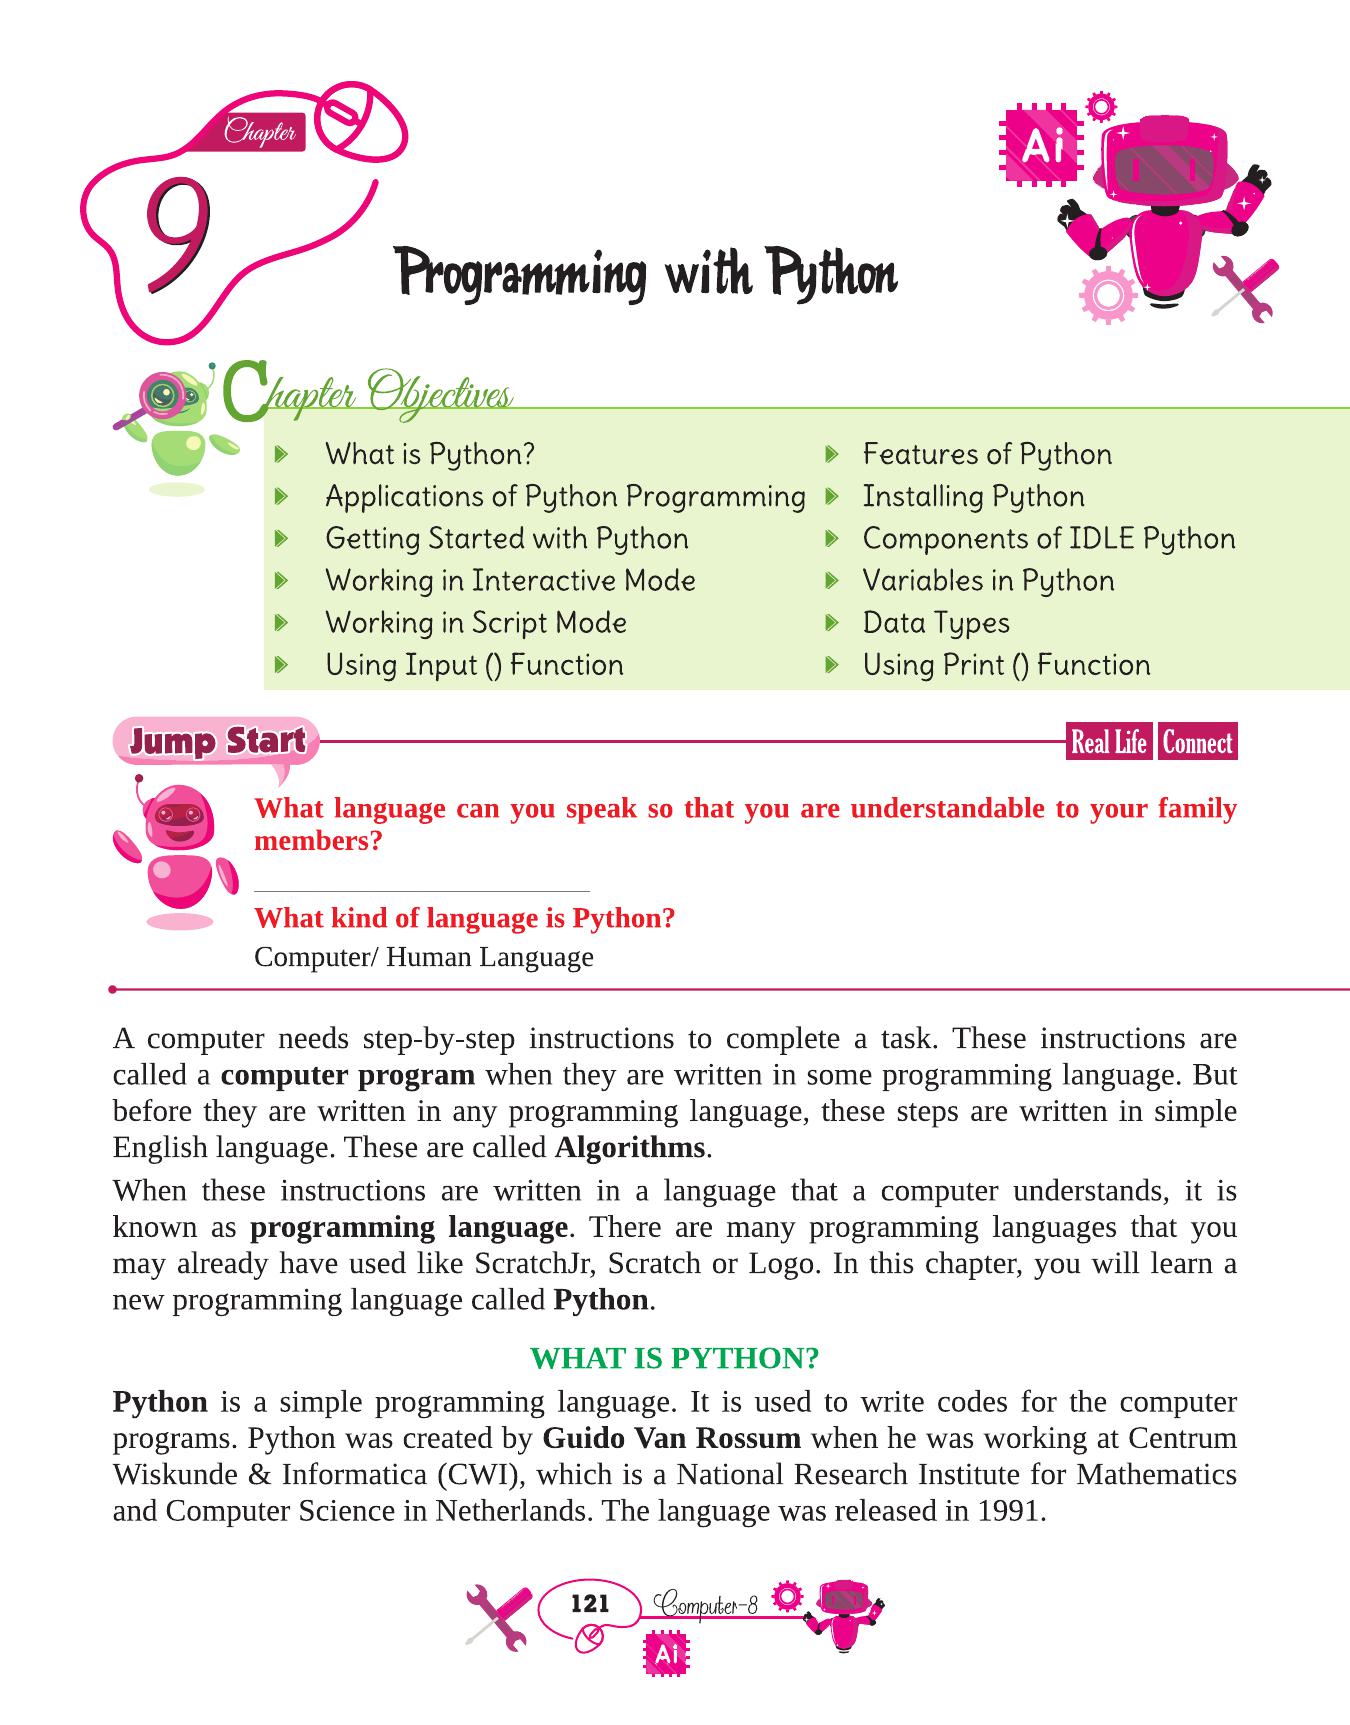 Chapter
9
Ai
Programming with Python
Chapter Objectives
What is Python?
Applications of Python Programming
Getting Started with Python
Working in Interactive Mode
Working in Script Mode
Using Input () Function
Features of Python
Installing Python
Components of IDLE Python
Variables in Python
Data Types
Using Print () Function
Jump Start
Real Life Connect
What language can you speak so that you are understandable to your family
members?
What kind of language is Python?
Computer/ Human Language
A computer needs step-by-step instructions to complete a task. These instructions are
called a computer program when they are written in some programming language. But
before they are written in any programming language, these steps are written in simple
English language. These are called Algorithms.
When these instructions are written in a language that a computer understands, it is
known as programming language. There are many programming languages that you
may already have used like ScratchJr, Scratch or Logo. In this chapter, you will learn a
new programming language called Python.
WHAT IS PYTHON?
Python is a simple programming language. It is used to write codes for the computer
programs. Python was created by Guido Van Rossum when he was working at Centrum
Wiskunde & Informatica (CWI), which is a National Research Institute for Mathematics
and Computer Science in Netherlands. The language was released in 1991.
121
Computer-8
Ai